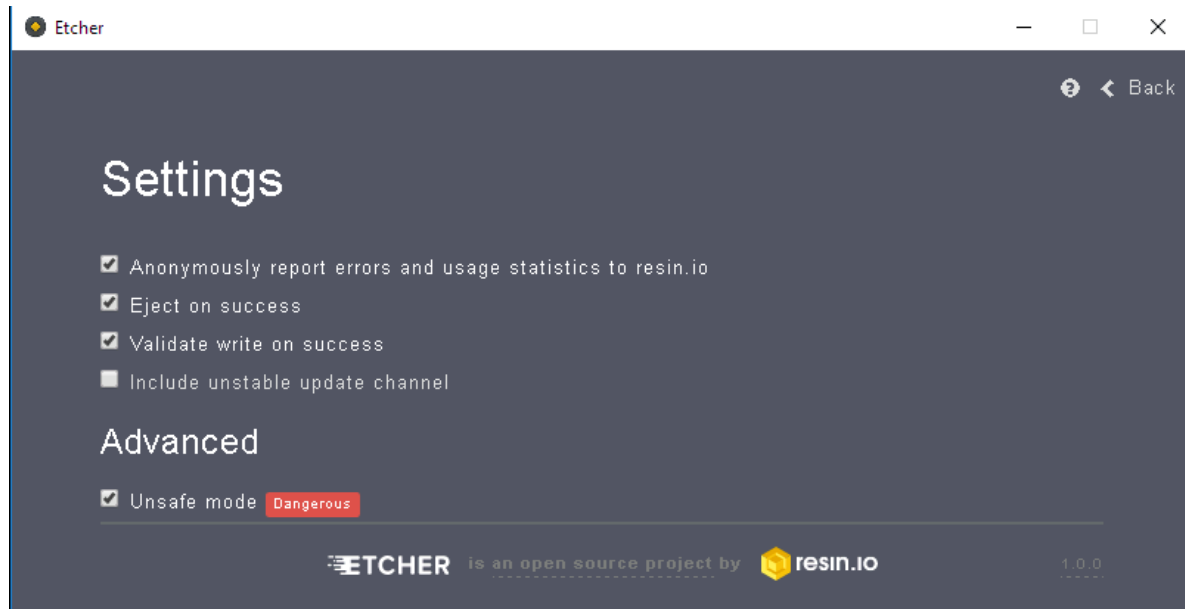 Etcher
Back
Settings
Anonymously report errors and usage statistics to resin.io
Eject on success
Validate write on success
Include unstable update channel
Advanced
Unsafe mode Dangerous
ETCHER is an open source project by resin.io 1.0.0